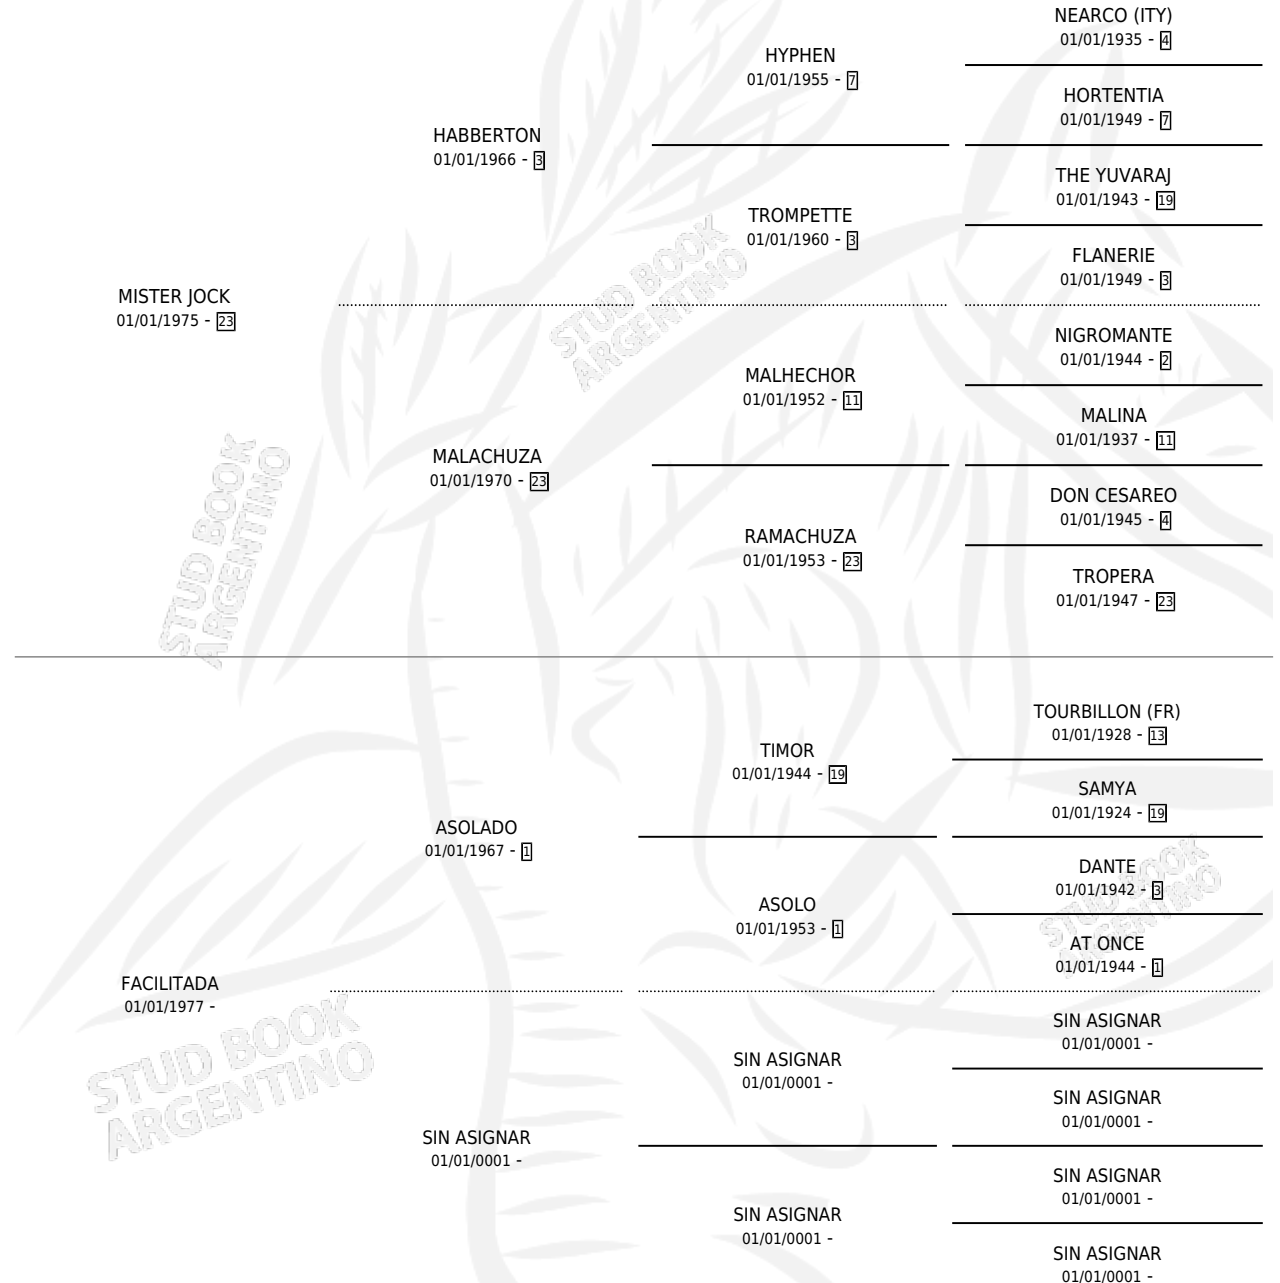 NEARCO (ITY)
01/01/1935 - 4
HYPHEN
01/01/1955 - 7
HORTENTIA
01/01/1949 - 7
HABBERTON
01/01/1966 - 3
THE YUVARAJ
01/01/1943 - 19
TROMPETTE
01/01/1960 - 3
FLANERIE
01/01/1949 - 3
MISTER JOCK
01/01/1975 - 23
NIGROMANTE
01/01/1944 - 2
MALHECHOR
01/01/1952 - 11
MALINA
01/01/1937 - 11
MALACHUZA
01/01/1970 - 23
DON CESAREO
01/01/1945 - 4
RAMACHUZA
01/01/1953 - 23
TROPERA
01/01/1947 - 23
TOURBILLON (FR)
01/01/1928 - 13
TIMOR
01/01/1944 - 19
SAMYA
01/01/1924 - 19
ASOLADO
01/01/1967 - 1
DANTE
01/01/1942 - 3
ASOLO
01/01/1953 - 1
AT ONCE
01/01/1944 - 1
FACILITADA
01/01/1977 -
SIN ASIGNAR
01/01/0001 -
SIN ASIGNAR
01/01/0001 -
SIN ASIGNAR
01/01/0001 -
SIN ASIGNAR
01/01/0001 -
SIN ASIGNAR
01/01/0001 -
SIN ASIGNAR
01/01/0001 -
SIN ASIGNAR
01/01/0001 -
STUD BOOK
ARGENTINO
STUD BOOK
ARGENTINO
STUD BOOK
ARGENTINO
STUD BOOK
ARGENTINO